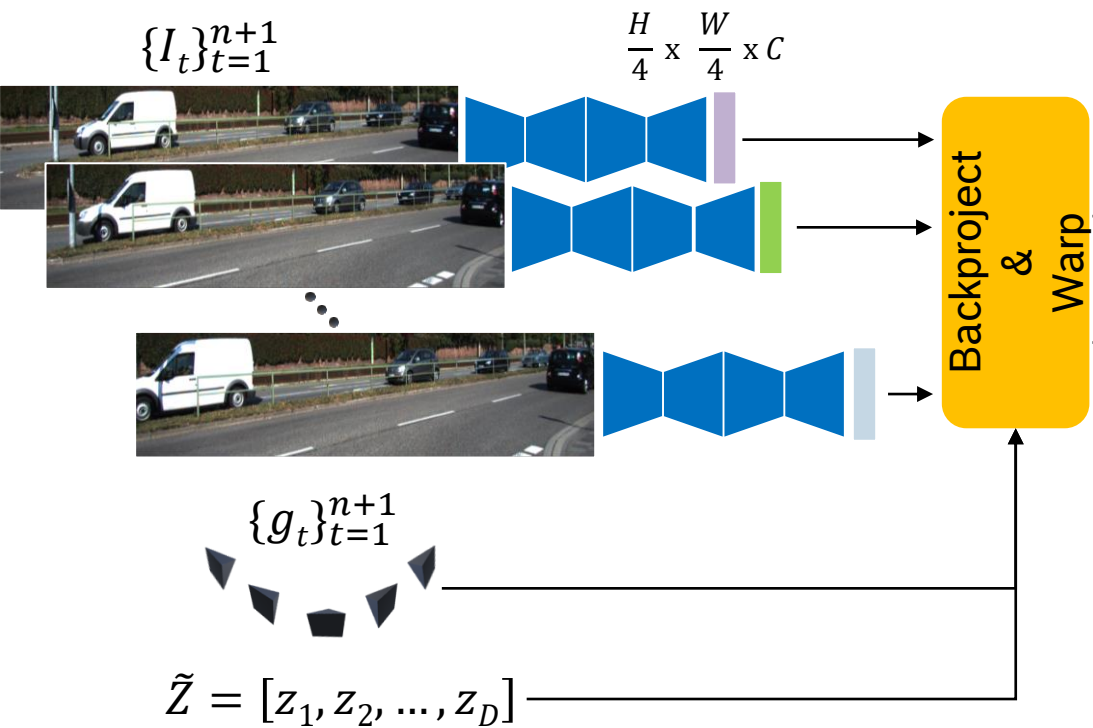 {I_t}_{t=1}^{n+1}
H/4 x W/4 x C
Backproject
&
Warp
{g_t}_{t=1}^{n+1}
Z̃ = [z_1, z_2, ..., z_D]